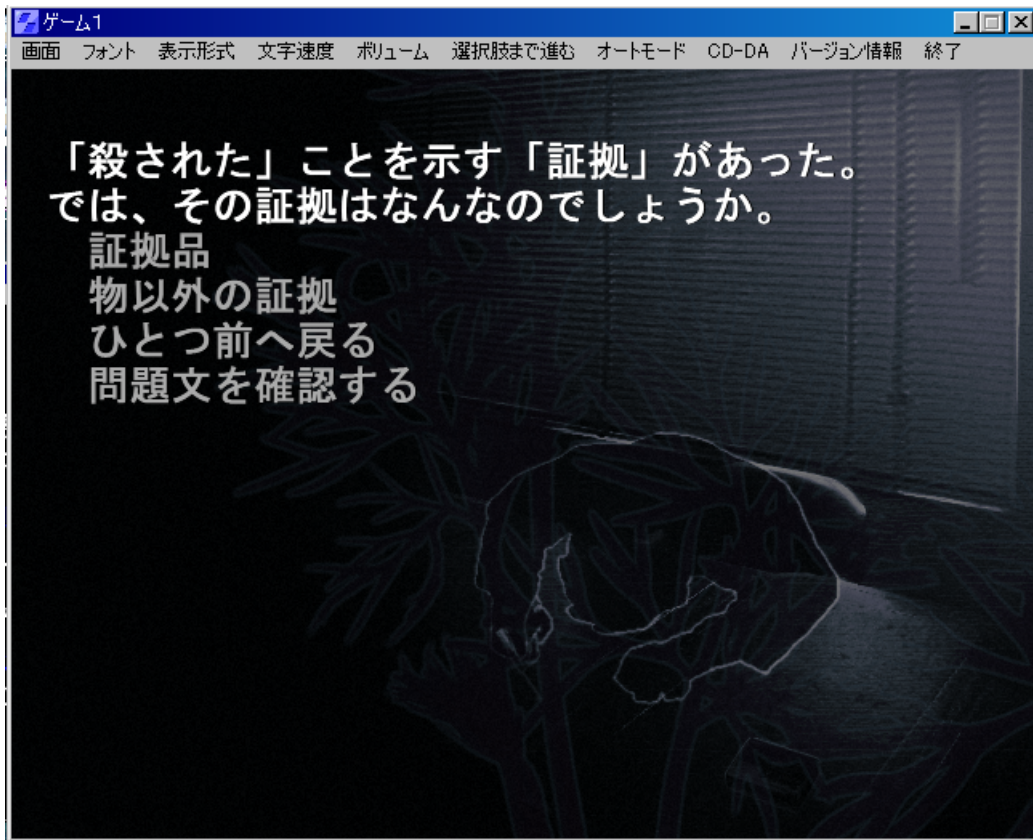 ゲーム1
画面 フォント 表示形式 文字速度 ボリューム 選択肢まで進む オートモード CD-DA バージョン情報 終了
「殺された」ことを示す「証拠」があった。
では、その証拠はなんなのでしょうか。
証拠品
物以外の証拠
ひとつ前へ戻る
問題文を確認する